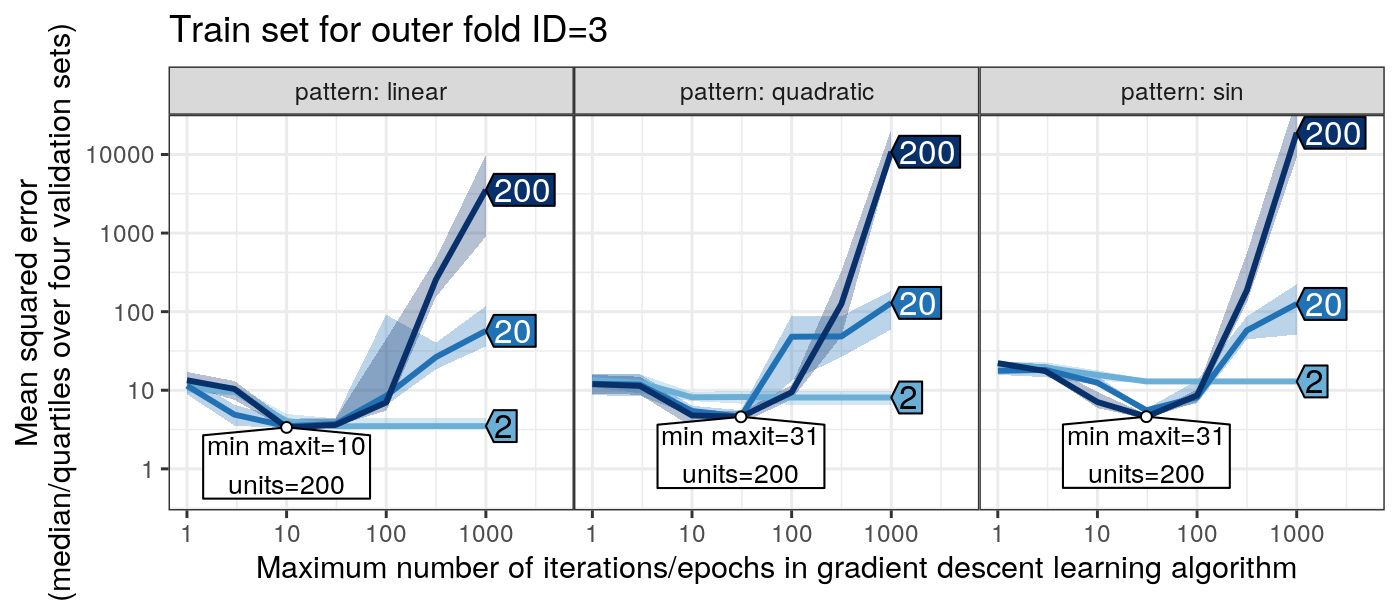 Train set for outer fold ID=3
pattern: linear
pattern: quadratic
pattern: sin
Mean squared error
(median/quartiles over four validation sets)
10000
1000
100
10
1
200
20
2
min maxit=10
units=200
200
20
2
min maxit=31
units=200
200
20
2
min maxit=31
units=200
1 10 100 1000
1 10 100 1000
1 10 100 1000
Maximum number of iterations/epochs in gradient descent learning algorithm